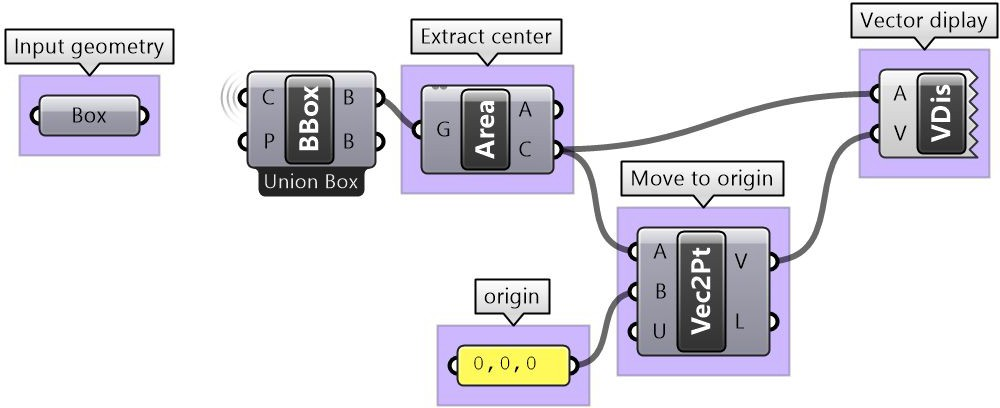 Input geometry
Box
C
P
BBox
B
B
Union Box
Extract center
G
Area
A
C
origin
0,0,0
Move to origin
A
B
U
Vec2Pt
V
L
Vector diplay
A
V
VDis